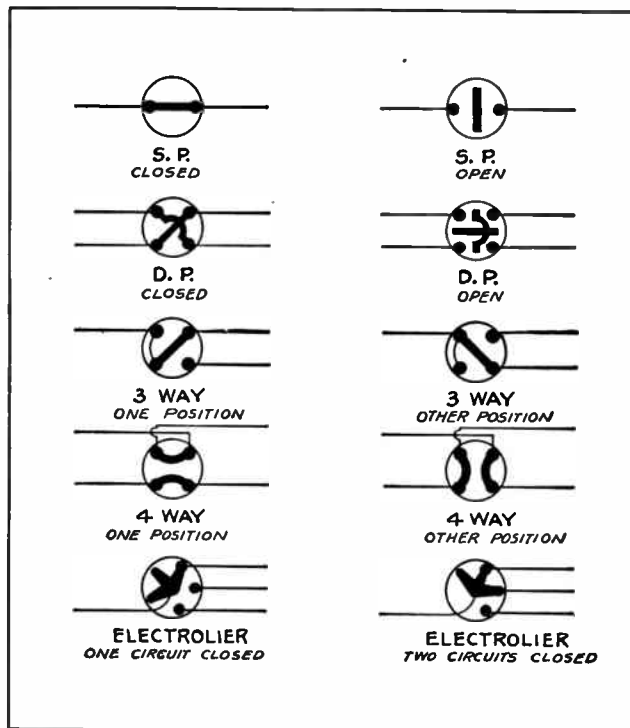 S. P.
CLOSED
S. P.
OPEN
D. P.
CLOSED
D. P.
OPEN
3 WAY
ONE POSITION
3 WAY
OTHER POSITION
4 WAY
ONE POSITION
4 WAY
OTHER POSITION
ELECTROLIER
ONE CIRCUIT CLOSED
ELECTROLIER
TWO CIRCUITS CLOSED